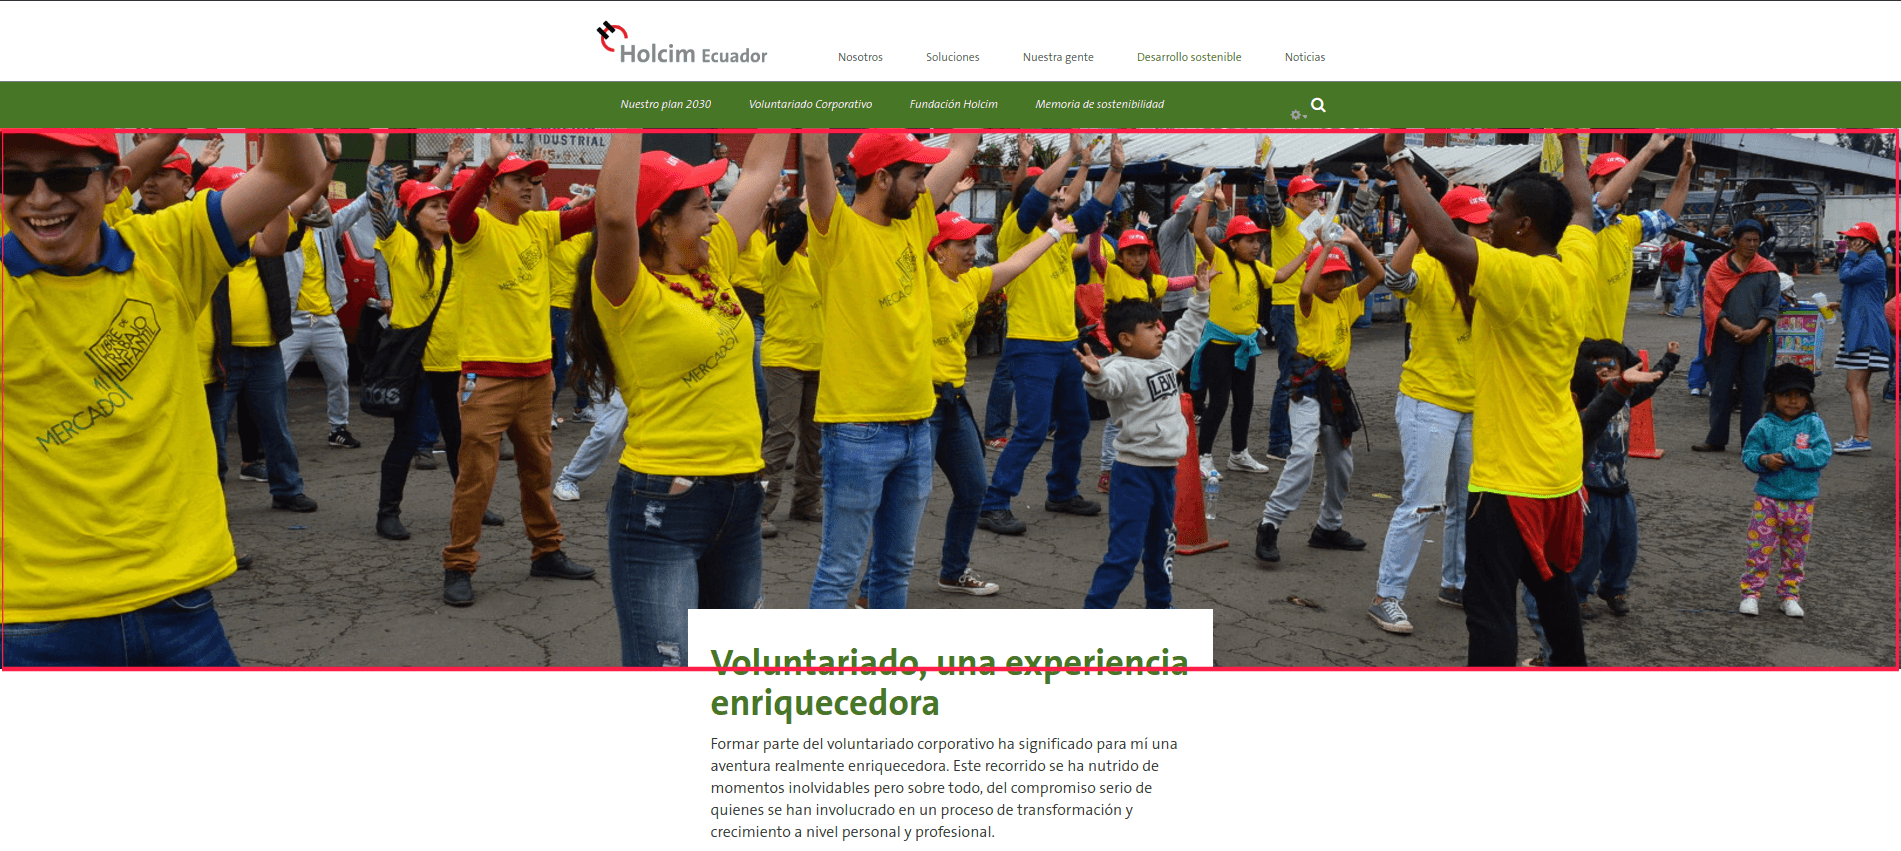 Holcim Ecuador
Nosotros Soluciones Nuestra gente Desarrollo sostenible Noticias
Nuestro plan 2030 Voluntariado Corporativo Fundación Holcim Memoria de sostenibilidad
INDUSTRIAL
MI
MERCADO
LIBRE DE
TRABAJO
INFANTIL
MERCADO
MERCADO
Voluntariado, una experiencia
enriquecedora
Formar parte del voluntariado corporativo ha significado para mí una
aventura realmente enriquecedora. Este recorrido se ha nutrido de
momentos inolvidables pero sobre todo, del compromiso serio de
quienes se han involucrado en un proceso de transformación y
crecimiento a nivel personal y profesional.